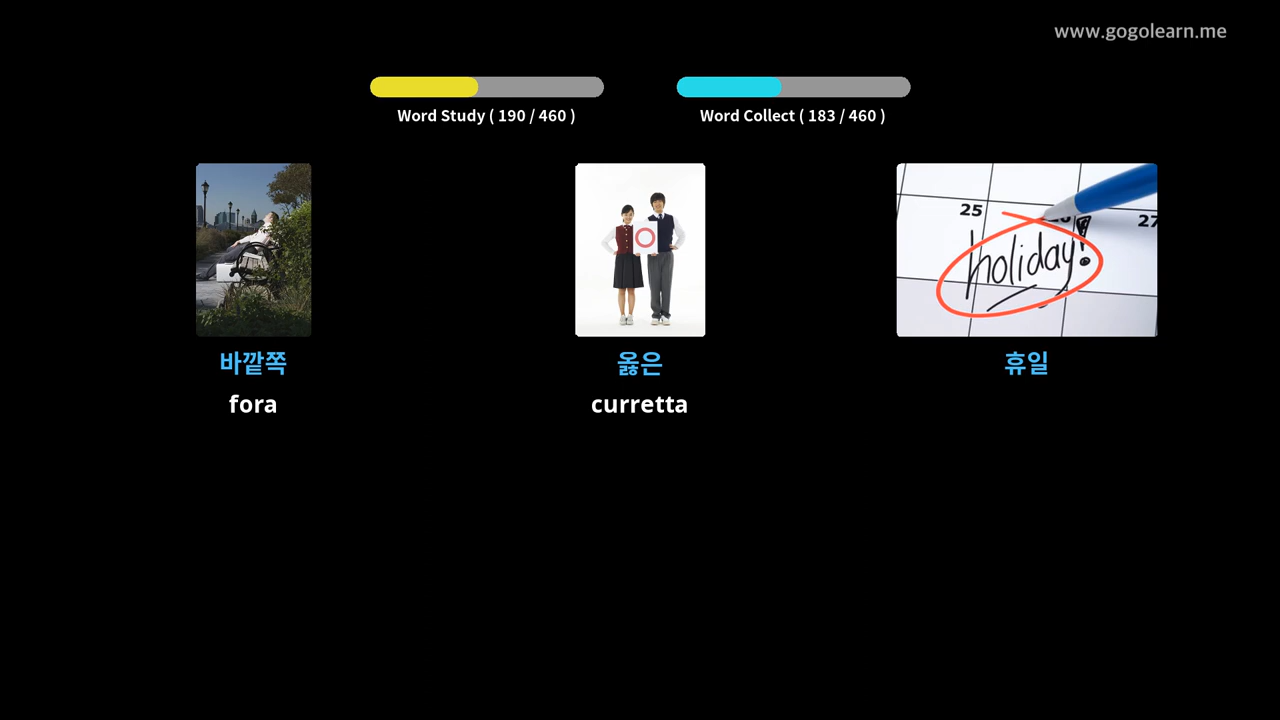 www.gogolearn.me
Word Study ( 190 / 460 )
Word Collect ( 183 / 460 )
25
27
holiday!
바깥쪽
옳은
휴일
fora
curretta